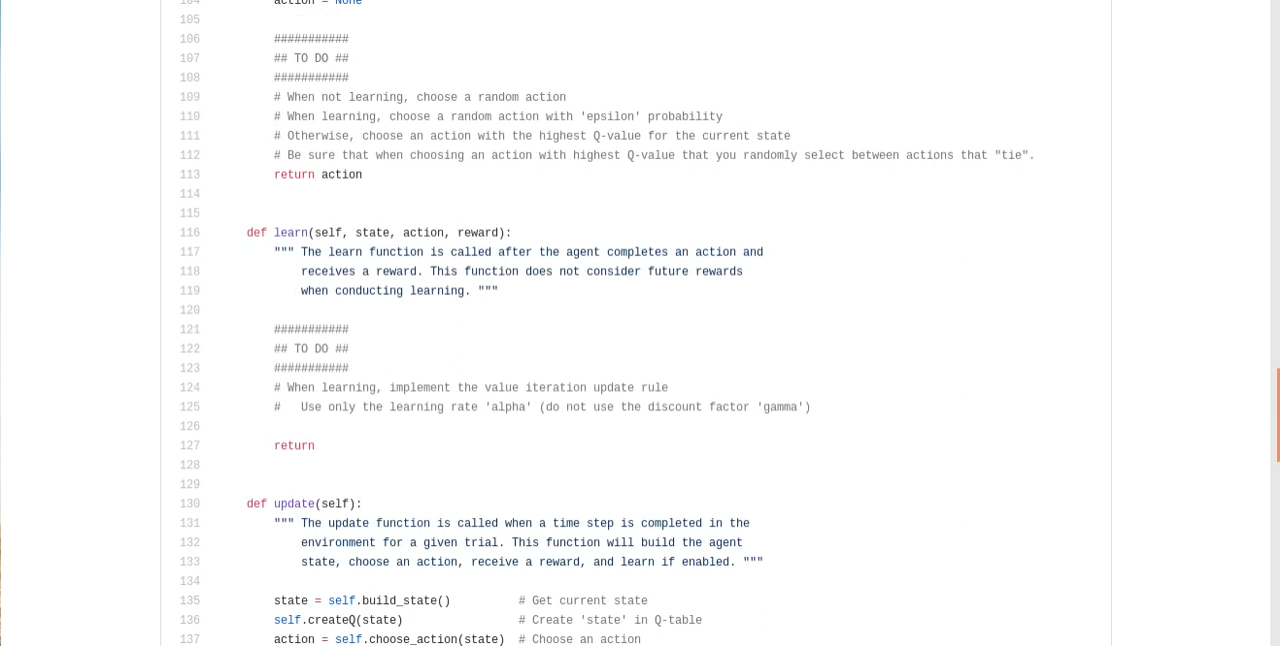 104         action = None
105
106         ###########
107         ## TO DO ##
108         ###########
109         # When not learning, choose a random action
110         # When learning, choose a random action with 'epsilon' probability
111         # Otherwise, choose an action with the highest Q-value for the current state
112         # Be sure that when choosing an action with highest Q-value that you randomly select between actions that "tie".
113         return action
114
115
116     def learn(self, state, action, reward):
117         """ The learn function is called after the agent completes an action and
118             receives a reward. This function does not consider future rewards
119             when conducting learning. """
120
121         ###########
122         ## TO DO ##
123         ###########
124         # When learning, implement the value iteration update rule
125         #   Use only the learning rate 'alpha' (do not use the discount factor 'gamma')
126
127         return
128
129
130     def update(self):
131         """ The update function is called when a time step is completed in the
132             environment for a given trial. This function will build the agent
133             state, choose an action, receive a reward, and learn if enabled. """
134
135         state = self.build_state()          # Get current state
136         self.createQ(state)                 # Create 'state' in Q-table
137         action = self.choose_action(state)  # Choose an action